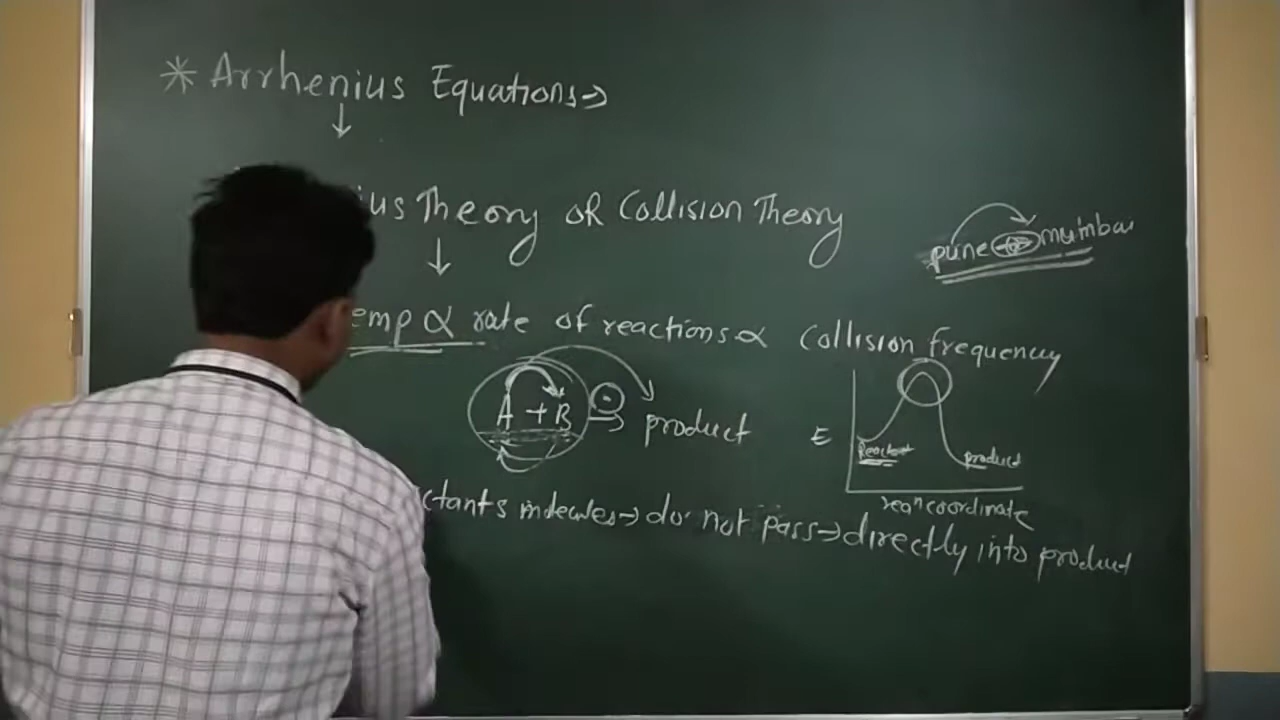 * Arrhenius Equations →
↓
ius Theory OR Collision Theory
↓
pune → mumbai
emp ∝ rate of reactions ∝ Collision frequency
A + B → product
E
Reactant
product
reaⁿ coordinate
ctants molecules → do not pass → directly into product